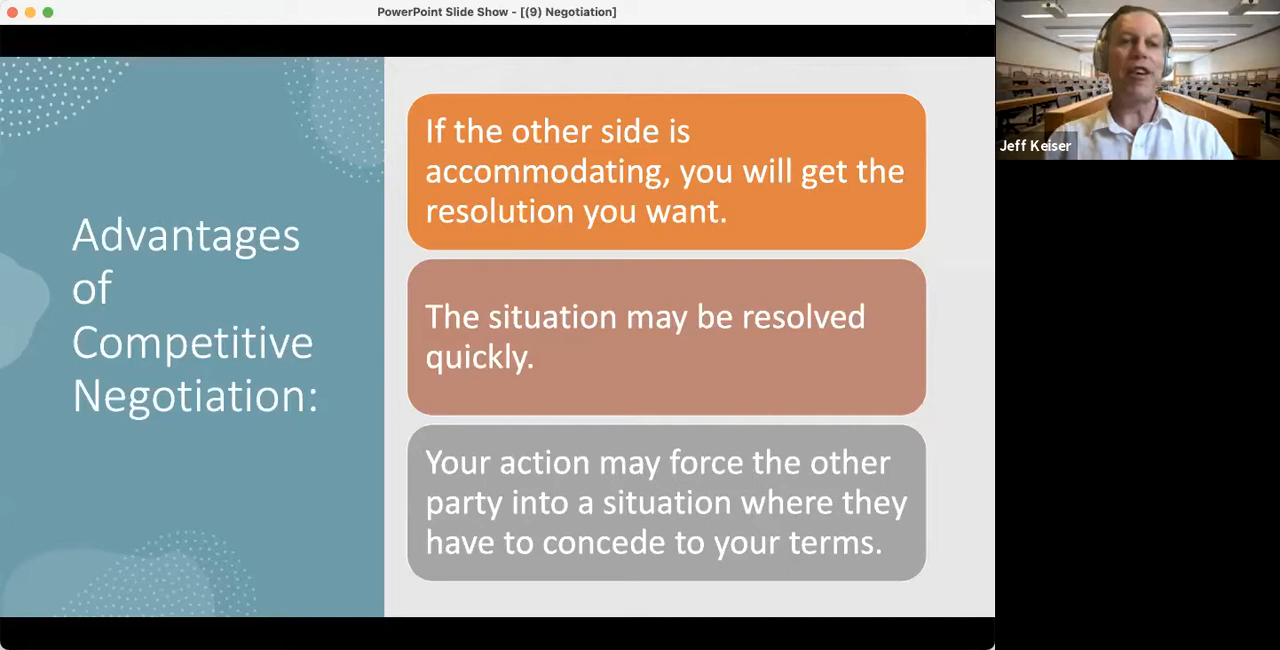 PowerPoint Slide Show - [(9) Negotiation]
Advantages
of
Competitive
Negotiation:
If the other side is
accommodating, you will get the
resolution you want.
The situation may be resolved
quickly.
Your action may force the other
party into a situation where they
have to concede to your terms.
Jeff Keiser